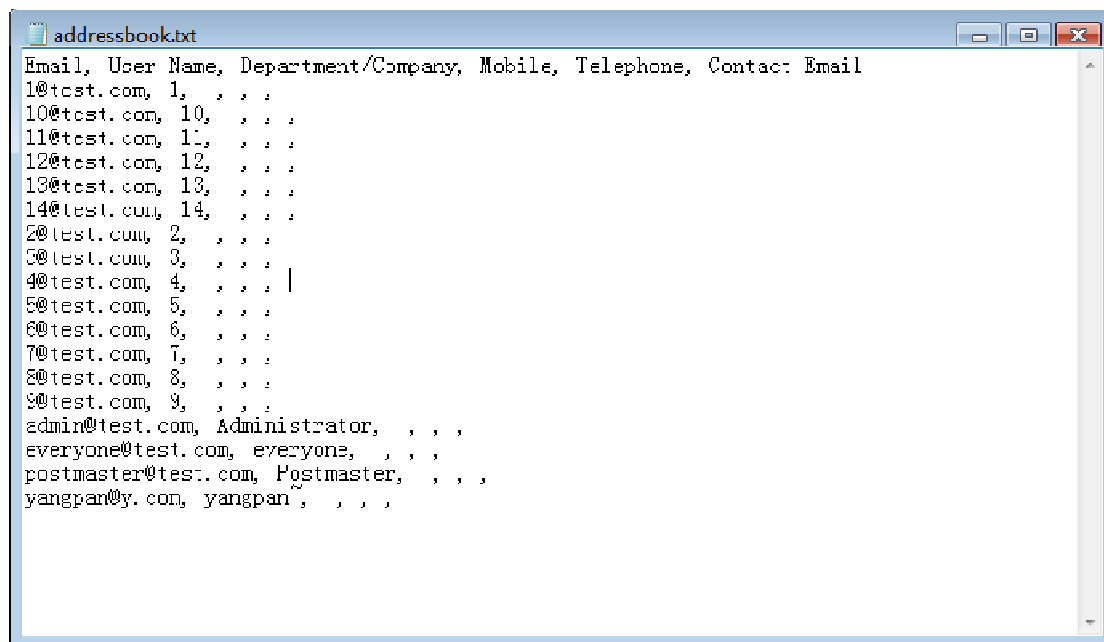 addressbook.txt
Email, User Name, Department/Company, Mobile, Telephone, Contact Email
1@test.com, 1,  , , ,
10@test.com, 10,  , , ,
11@test.com, 11,  , , ,
12@test.com, 12,  , , ,
13@test.com, 13,  , , ,
14@test.com, 14,  , , ,
2@test.com, 2,  , , ,
3@test.com, 3,  , , ,
4@test.com, 4,  , , ,
5@test.com, 5,  , , ,
6@test.com, 6,  , , ,
7@test.com, 7,  , , ,
8@test.com, 8,  , , ,
9@test.com, 9,  , , ,
admin@test.com, Administrator,  , , ,
everyone@test.com, everyone,  , , ,
postmaster@test.com, Postmaster,  , , ,
yangpan@y.com, yangpan~,  , , ,